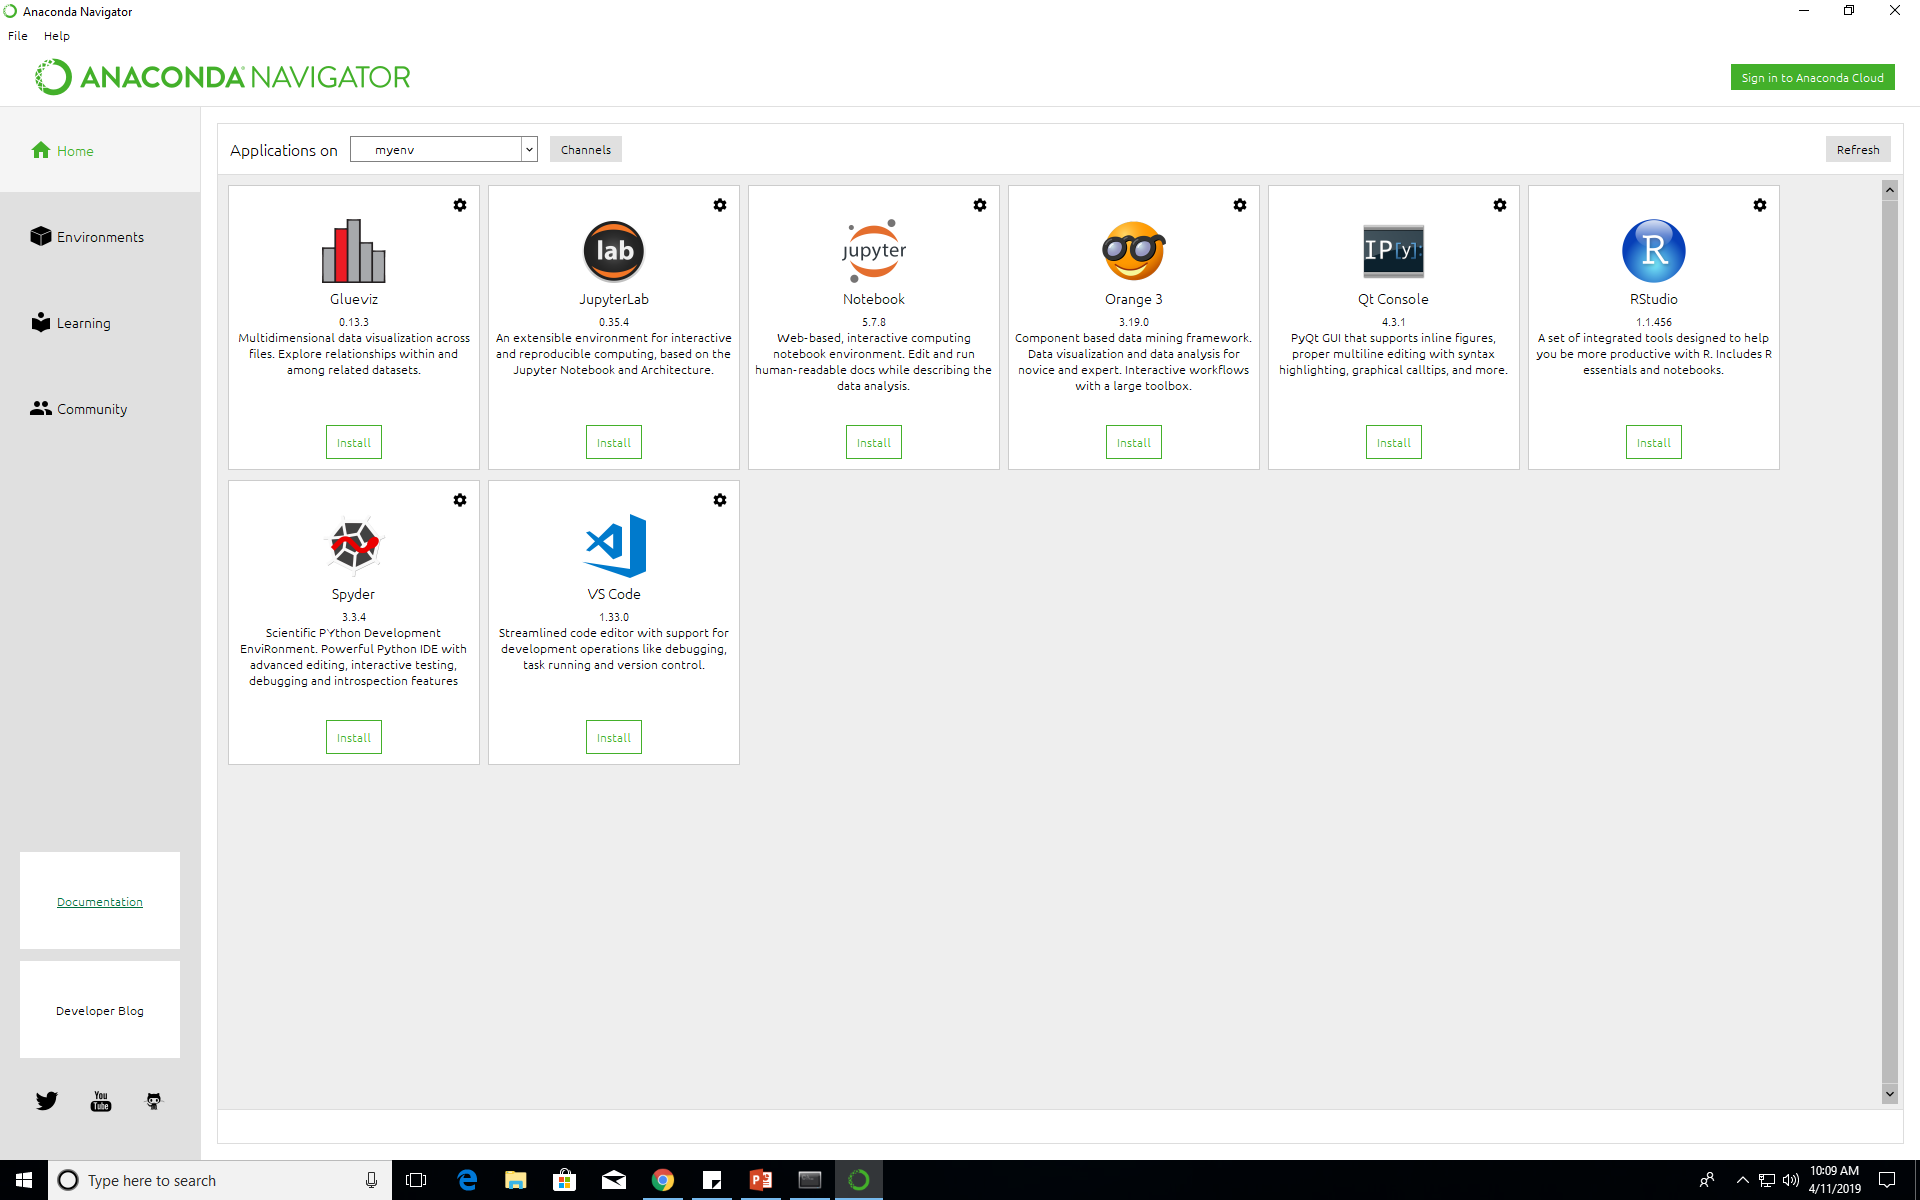 Anaconda Navigator
File Help
ANACONDA NAVIGATOR
Sign in to Anaconda Cloud
Home
Environments
Learning
Community
Documentation
Developer Blog
You
Tube
Applications on myenv Channels Refresh
Glueviz
0.13.3
Multidimensional data visualization across
files. Explore relationships within and
among related datasets.
Install
lab
JupyterLab
0.35.4
An extensible environment for interactive
and reproducible computing, based on the
Jupyter Notebook and Architecture.
Install
jupyter
Notebook
5.7.8
Web-based, interactive computing
notebook environment. Edit and run
human-readable docs while describing the
data analysis.
Install
Orange 3
3.19.0
Component based data mining framework.
Data visualization and data analysis for
novice and expert. Interactive workflows
with a large toolbox.
Install
IP[y]:
Qt Console
4.3.1
PyQt GUI that supports inline figures,
proper multiline editing with syntax
highlighting, graphical calltips, and more.
Install
R
RStudio
1.1.456
A set of integrated tools designed to help
you be more productive with R. Includes R
essentials and notebooks.
Install
Spyder
3.3.4
Scientific PYthon Development
EnviRonment. Powerful Python IDE with
advanced editing, interactive testing,
debugging and introspection features
Install
VS Code
1.33.0
Streamlined code editor with support for
development operations like debugging,
task running and version control.
Install
Type here to search
10:09 AM
4/11/2019